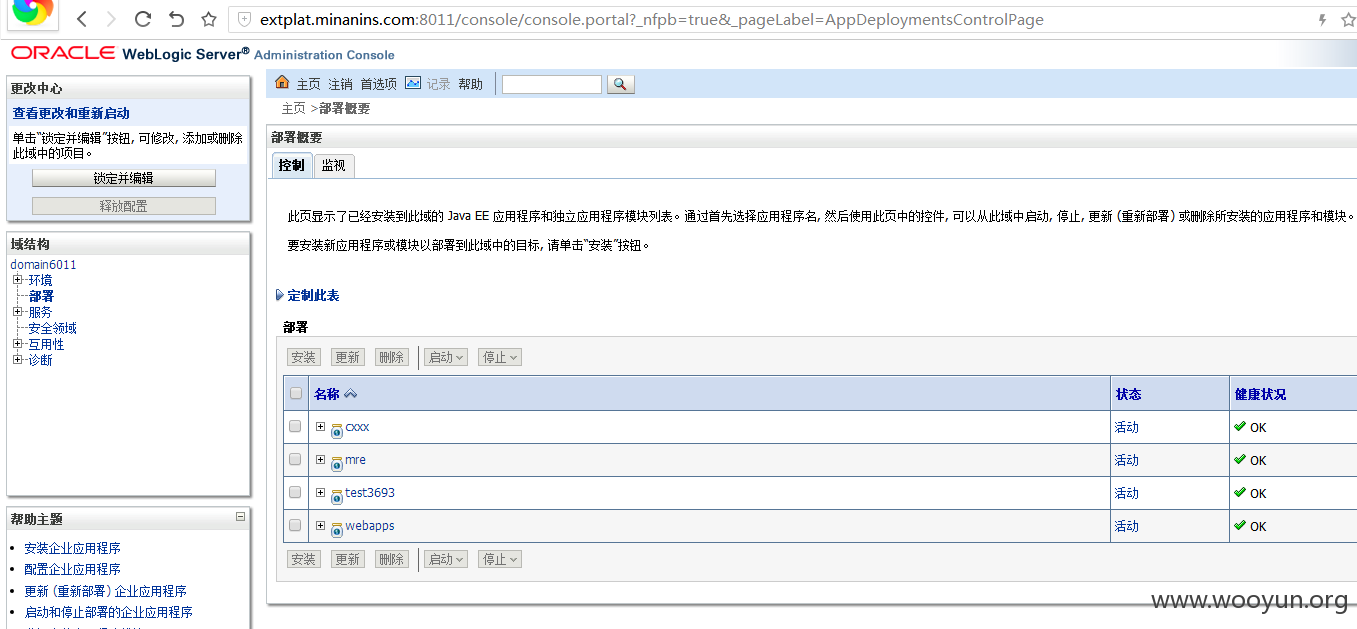 extplat.minanins.com:8011/console/console.portal?_nfpb=true&_pageLabel=AppDeploymentsControlPage
ORACLE WebLogic Server® Administration Console
更改中心
查看更改和重新启动
单击“锁定并编辑”按钮, 可修改, 添加或删除
此域中的项目。
锁定并编辑
释放配置
域结构
domain6011
环境
部署
服务
安全领域
互用性
诊断
帮助主题
安装企业应用程序
配置企业应用程序
更新 (重新部署) 企业应用程序
启动和停止部署的企业应用程序
主页 注销 首选项 记录 帮助
主页 >部署概要
部署概要
控制 监视
此页显示了已经安装到此域的 Java EE 应用程序和独立应用程序模块列表。通过首先选择应用程序名, 然后使用此页中的控件, 可以从此域中启动, 停止, 更新 (重新部署) 或删除所安装的应用程序和模块。
要安装新应用程序或模块以部署到此域中的目标, 请单击“安装”按钮。
定制此表
部署
安装 更新 删除 启动 停止
名称 状态 健康状况
cxxx 活动 OK
mre 活动 OK
test3693 活动 OK
webapps 活动 OK
安装 更新 删除 启动 停止
www.wooyun.org